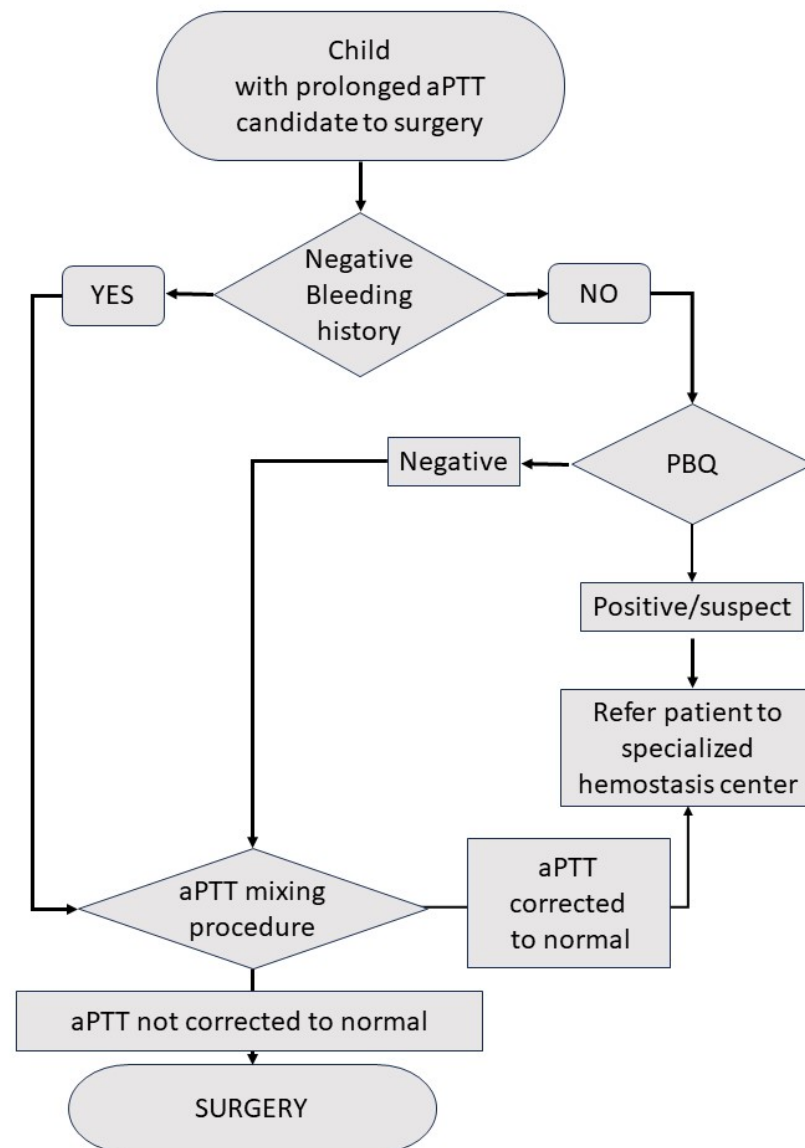 Child
with prolonged aPTT
candidate to surgery
YES
Negative
Bleeding
history
NO
Negative
PBQ
Positive/suspect
Refer patient to
specialized
hemostasis center
aPTT mixing
procedure
aPTT
corrected
to normal
aPTT not corrected to normal
SURGERY